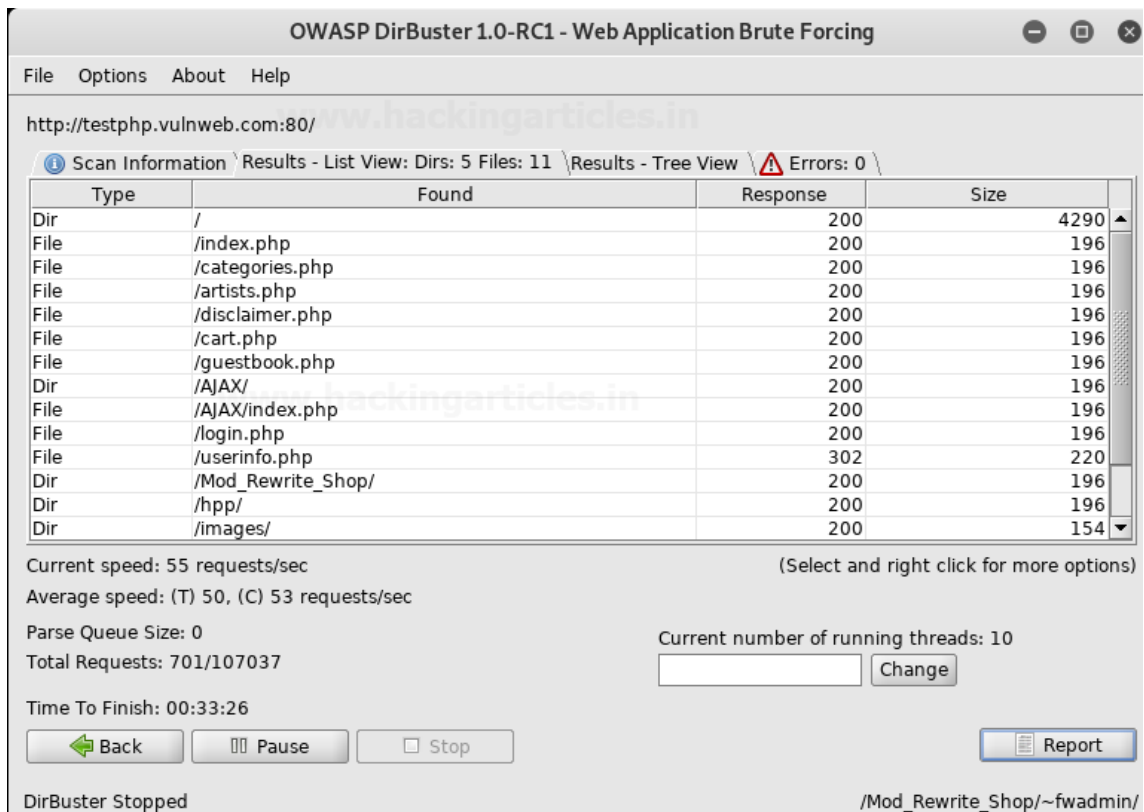 OWASP DirBuster 1.0-RC1 - Web Application Brute Forcing
File Options About Help
www.hackingarticles.in
http://testphp.vulnweb.com:80/
Scan Information Results - List View: Dirs: 5 Files: 11 Results - Tree View Errors: 0
Type Found Response Size
Dir / 200 4290
File /index.php 200 196
File /categories.php 200 196
File /artists.php 200 196
File /disclaimer.php 200 196
File /cart.php 200 196
File /guestbook.php 200 196
Dir /AJAX/ 200 196
www.hackingarticles.in
File /AJAX/index.php 200 196
File /login.php 200 196
File /userinfo.php 302 220
Dir /Mod_Rewrite_Shop/ 200 196
Dir /hpp/ 200 196
Dir /images/ 200 154
Current speed: 55 requests/sec (Select and right click for more options)
Average speed: (T) 50, (C) 53 requests/sec
Parse Queue Size: 0 Current number of running threads: 10
Total Requests: 701/107037 Change
Time To Finish: 00:33:26
Back Pause Stop Report
DirBuster Stopped /Mod_Rewrite_Shop/~fwadmin/